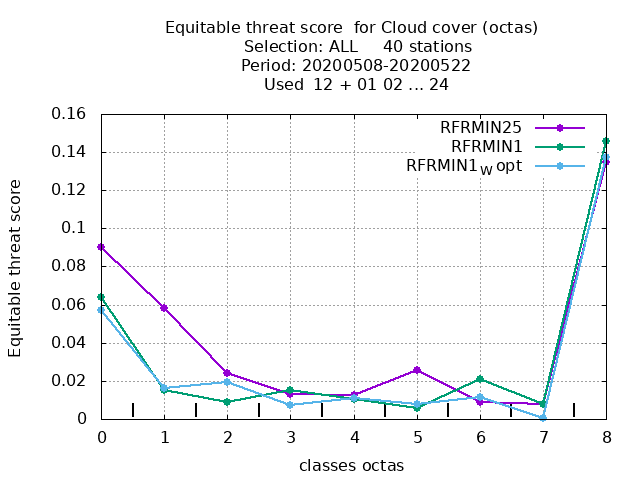 Equitable threat score  for Cloud cover (octas)
Selection: ALL     40 stations
Period: 20200508-20200522
Used  12 + 01 02 ... 24
RFRMIN25
RFRMIN1
RFRMIN1W opt
Equitable threat score
0.16
0.14
0.12
0.1
0.08
0.06
0.04
0.02
0
0 1 2 3 4 5 6 7 8
classes octas